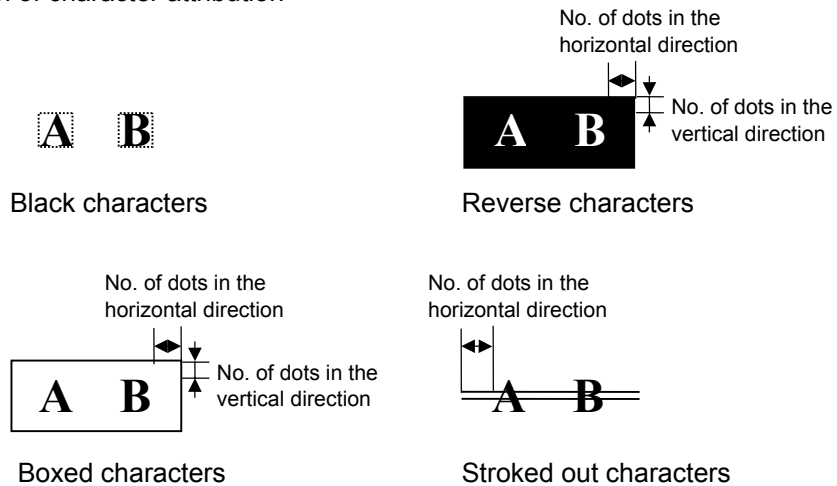 of character attribution
No. of dots in the
horizontal direction
No. of dots in the
vertical direction
A B
A B
Black characters
Reverse characters
No. of dots in the
horizontal direction
No. of dots in the
horizontal direction
No. of dots in the
vertical direction
A B
A B
Boxed characters
Stroked out characters